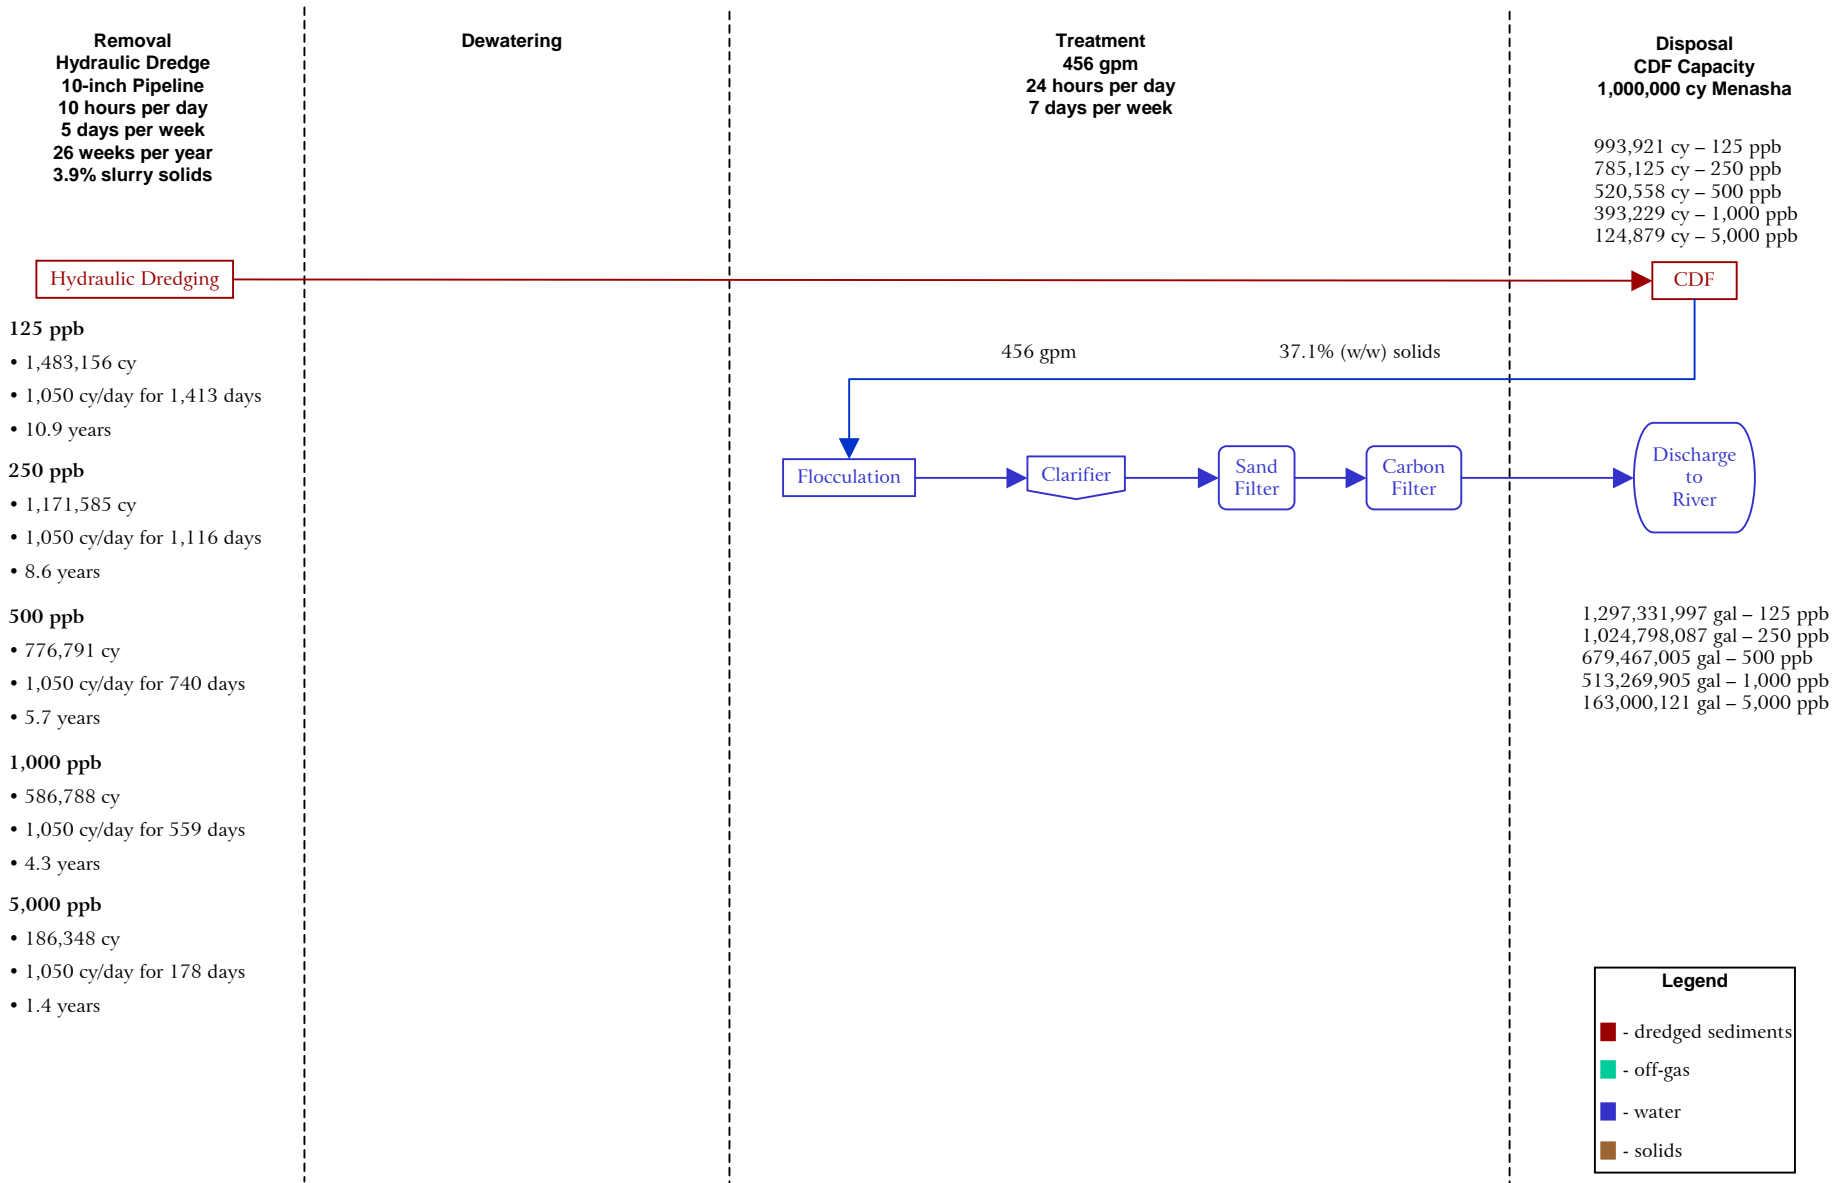 Removal
Hydraulic Dredge
10-inch Pipeline
10 hours per day
5 days per week
26 weeks per year
3.9% slurry solids
Dewatering
Treatment
456 gpm
24 hours per day
7 days per week
Disposal
CDF Capacity
1,000,000 cy Menasha
993,921 cy – 125 ppb
785,125 cy – 250 ppb
520,558 cy – 500 ppb
393,229 cy – 1,000 ppb
124,879 cy – 5,000 ppb
Hydraulic Dredging
CDF
125 ppb
• 1,483,156 cy
• 1,050 cy/day for 1,413 days
• 10.9 years
250 ppb
• 1,171,585 cy
• 1,050 cy/day for 1,116 days
• 8.6 years
500 ppb
• 776,791 cy
• 1,050 cy/day for 740 days
• 5.7 years
1,000 ppb
• 586,788 cy
• 1,050 cy/day for 559 days
• 4.3 years
5,000 ppb
• 186,348 cy
• 1,050 cy/day for 178 days
• 1.4 years
456 gpm
37.1% (w/w) solids
Flocculation
Clarifier
Sand
Filter
Carbon
Filter
Discharge
to
River
1,297,331,997 gal – 125 ppb
1,024,798,087 gal – 250 ppb
679,467,005 gal – 500 ppb
513,269,905 gal – 1,000 ppb
163,000,121 gal – 5,000 ppb
Legend
- dredged sediments
- off-gas
- water
- solids